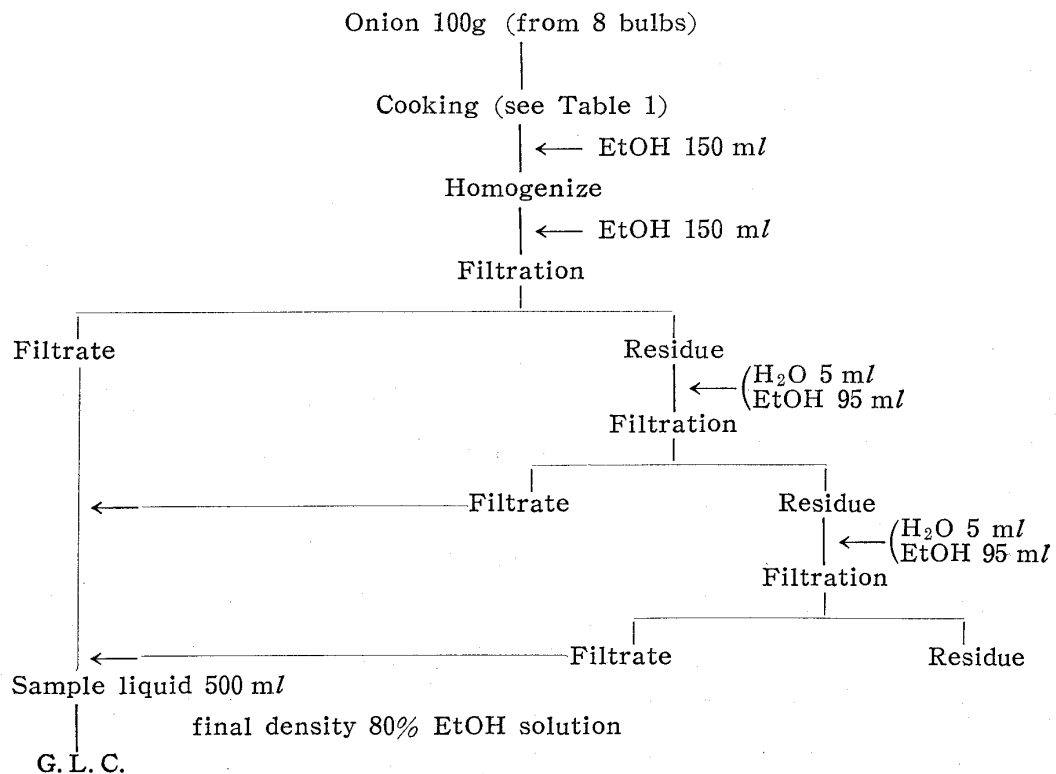 Onion 100g (from 8 bulbs)
Cooking (see Table 1)
← EtOH 150 ml
Homogenize
← EtOH 150 ml
Filtration
Filtrate
Residue
← (H₂O 5 ml
EtOH 95 ml
Filtration
Filtrate
Residue
← (H₂O 5 ml
EtOH 95 ml
Filtration
Filtrate
Residue
Sample liquid 500 ml
final density 80% EtOH solution
G. L. C.